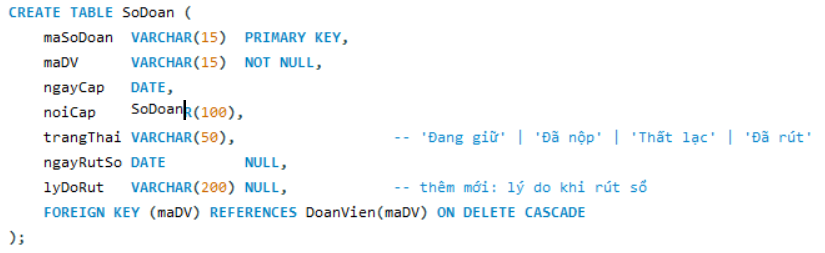 CREATE TABLE SoDoan (
maSoDoan VARCHAR(15) PRIMARY KEY,
maDV VARCHAR(15) NOT NULL,
ngayCap DATE,
noiCap SoDoanR(100),
trangThai VARCHAR(50), -- 'Đang giữ' | 'Đã nộp' | 'Thất lạc' | 'Đã rút'
ngayRutSo DATE NULL,
lyDoRut VARCHAR(200) NULL, -- thêm mới: lý do khi rút sổ
FOREIGN KEY (maDV) REFERENCES DoanVien(maDV) ON DELETE CASCADE
);